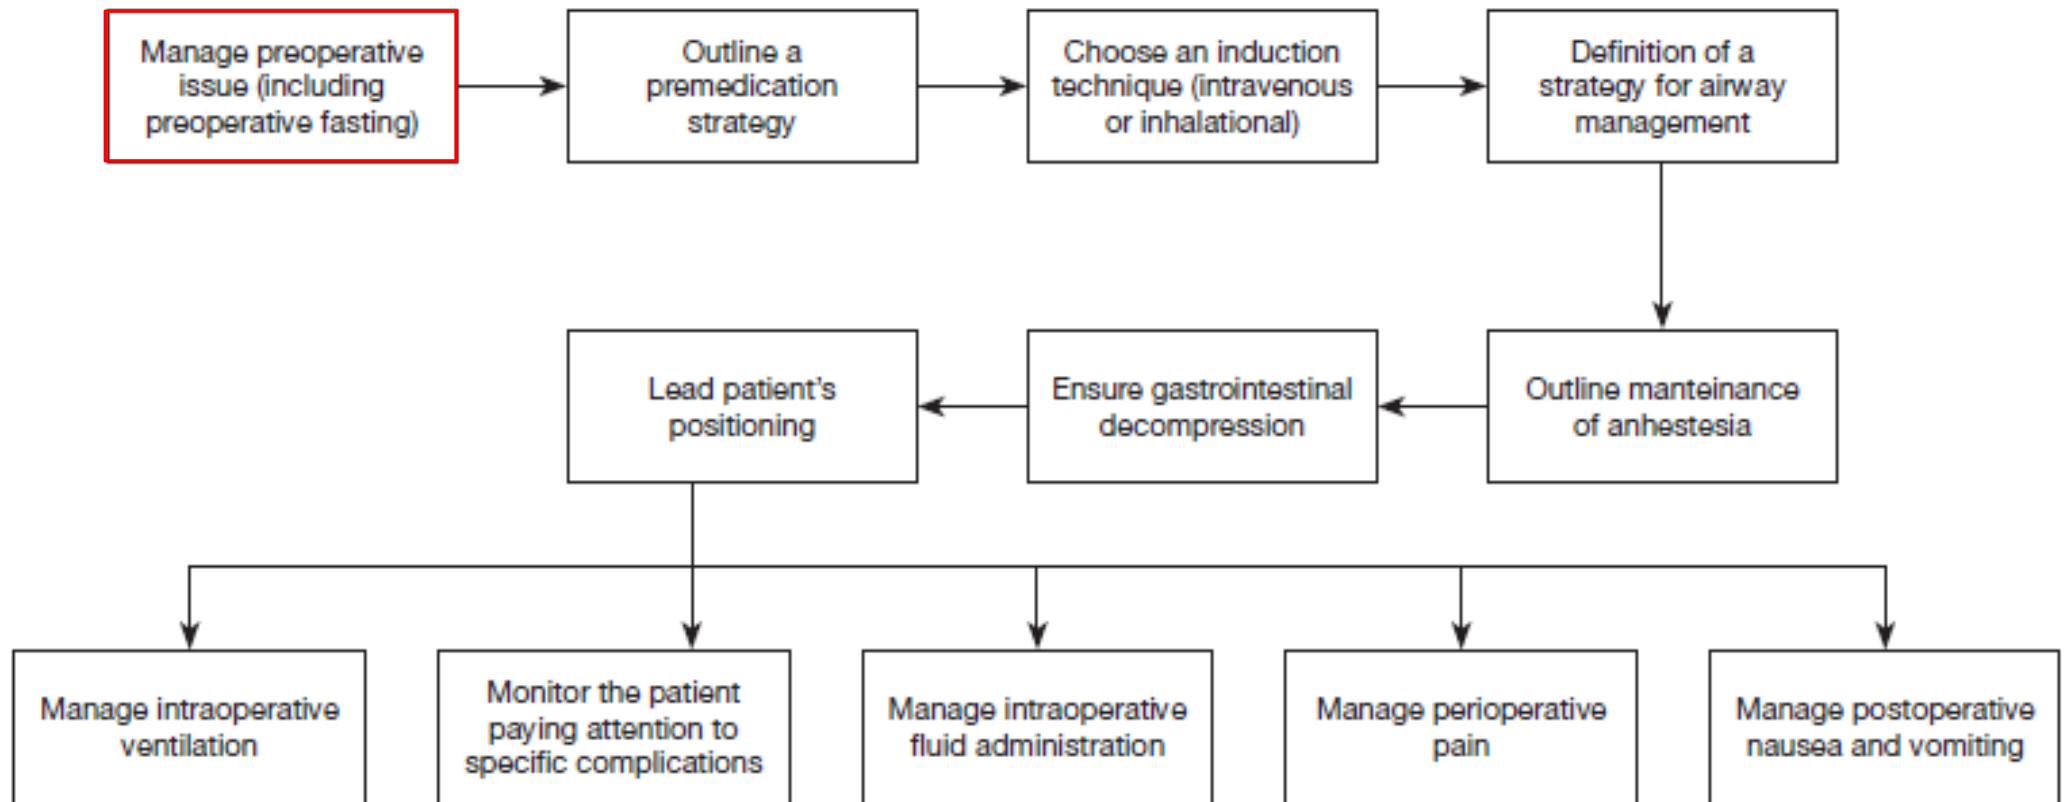 Manage preoperative
issue (including
preoperative fasting)
Outline a
premedication
strategy
Choose an induction
technique (intravenous
or inhalational)
Definition of a
strategy for airway
management
Lead patient's
positioning
Ensure gastrointestinal
decompression
Outline manteinance
of anhestesia
Manage intraoperative
ventilation
Monitor the patient
paying attention to
specific complications
Manage intraoperative
fluid administration
Manage perioperative
pain
Manage postoperative
nausea and vomiting